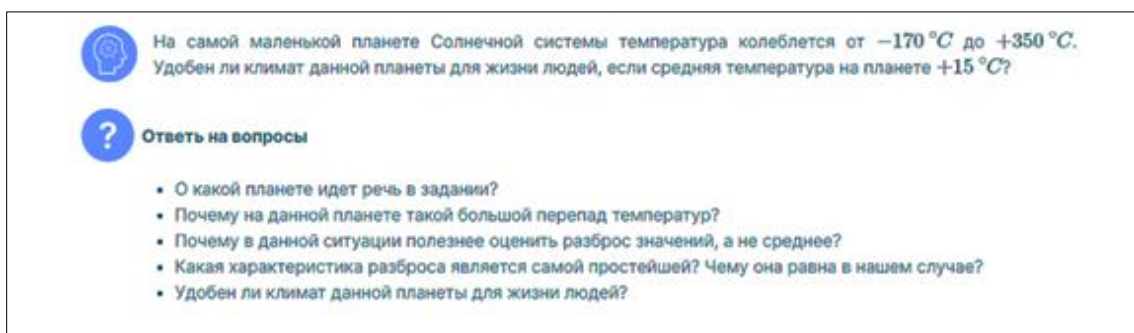 На самой маленькой планете Солнечной системы температура колеблется от −170 °C до +350 °C.
Удобен ли климат данной планеты для жизни людей, если средняя температура на планете +15 °C?
?
Ответь на вопросы
• О какой планете идет речь в задании?
• Почему на данной планете такой большой перепад температур?
• Почему в данной ситуации полезнее оценить разброс значений, а не среднее?
• Какая характеристика разброса является самой простейшей? Чему она равна в нашем случае?
• Удобен ли климат данной планеты для жизни людей?